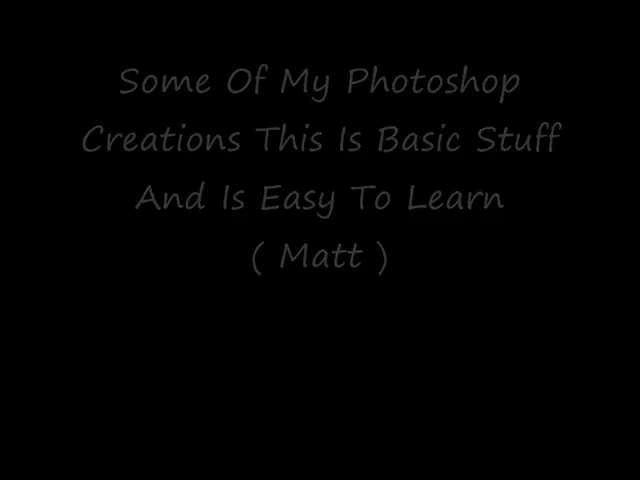 Some Of My Photoshop
Creations This Is Basic Stuff
And Is Easy To Learn
( Matt )